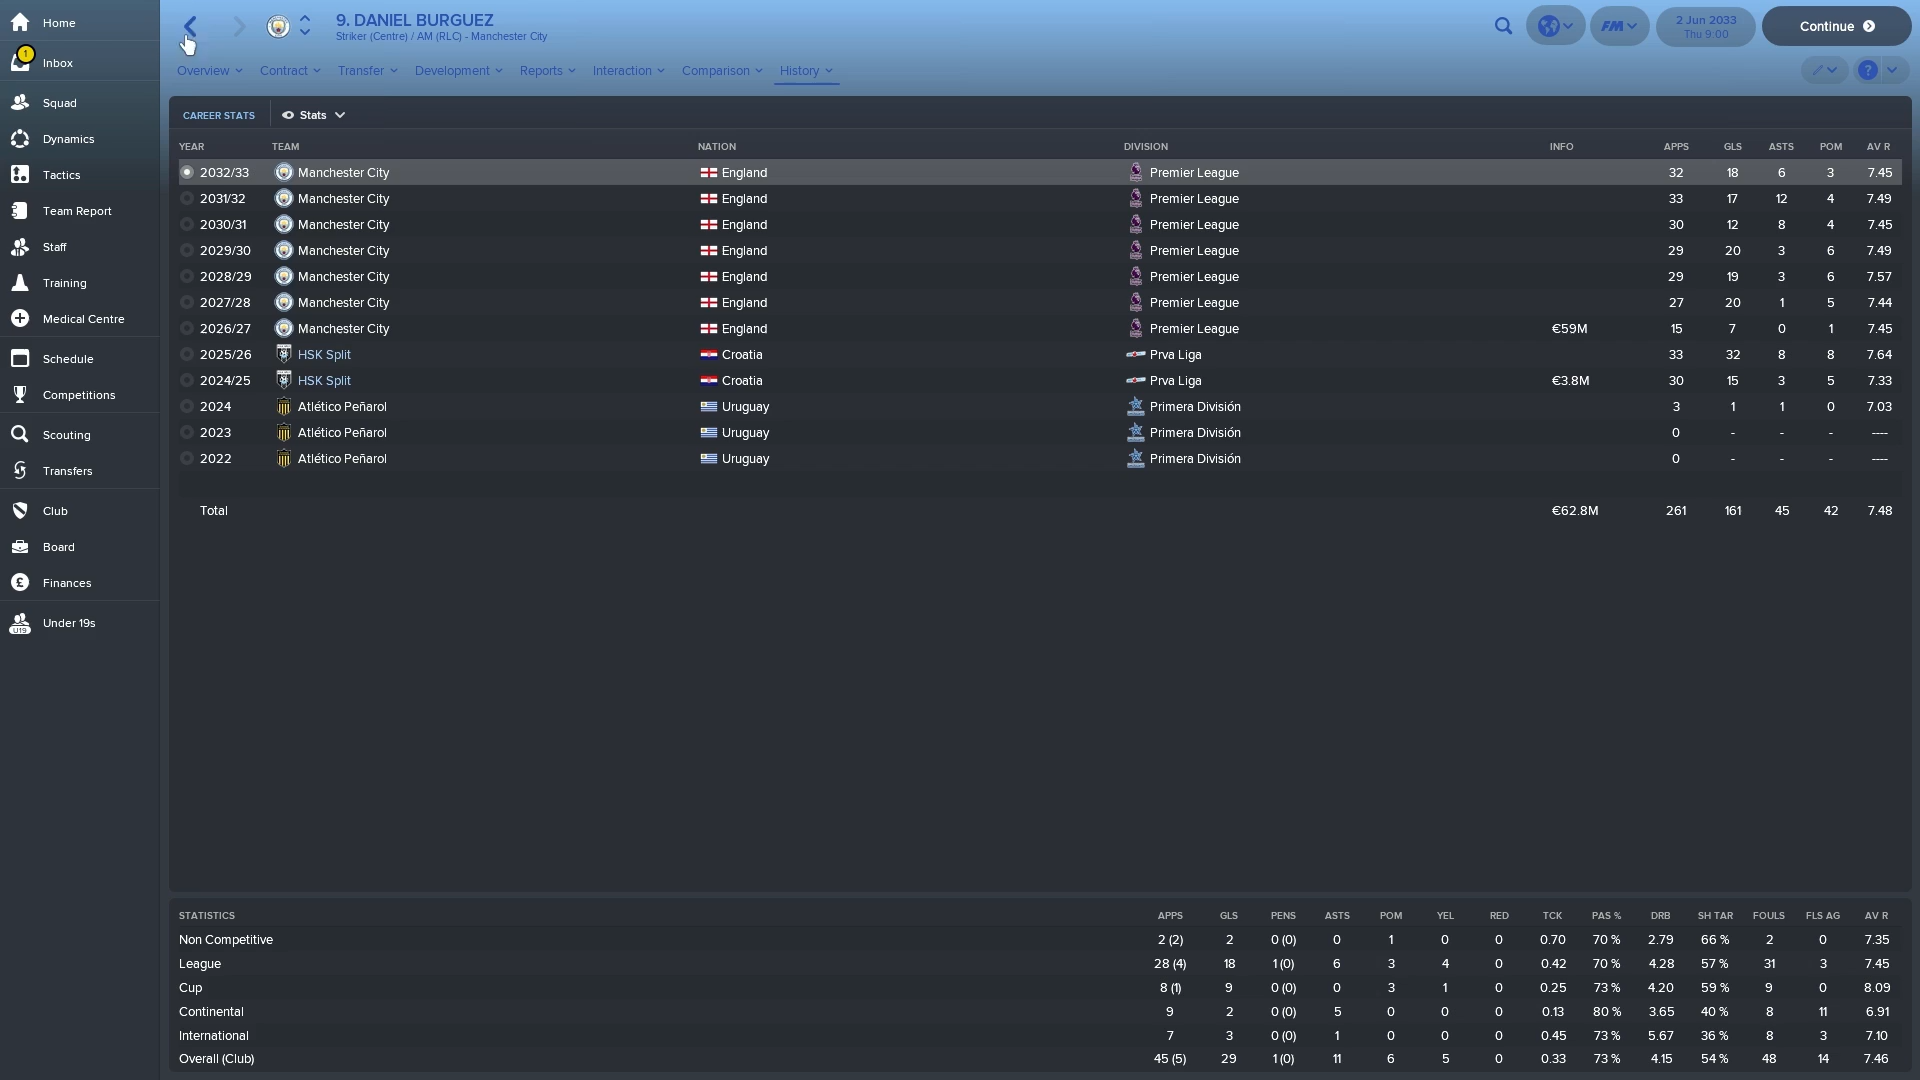 Home
1
Inbox
Squad
Dynamics
Tactics
Team Report
Staff
Training
Medical Centre
Schedule
Competitions
Scouting
Transfers
Club
Board
Finances
U19
Under 19s
9. DANIEL BURGUEZ
Striker (Centre) / AM (RLC) - Manchester City
FM
2 Jun 2033
Thu 9:00
Continue
Overview Contract Transfer Development Reports Interaction Comparison History
?
CAREER STATS Stats
YEAR TEAM NATION DIVISION INFO APPS GLS ASTS POM AV R
2032/33 Manchester City England Premier League 32 18 6 3 7.45
2031/32 Manchester City England Premier League 33 17 12 4 7.49
2030/31 Manchester City England Premier League 30 12 8 4 7.45
2029/30 Manchester City England Premier League 29 20 3 6 7.49
2028/29 Manchester City England Premier League 29 19 3 6 7.57
2027/28 Manchester City England Premier League 27 20 1 5 7.44
2026/27 Manchester City England Premier League €59M 15 7 0 1 7.45
2025/26 HSK Split Croatia Prva Liga 33 32 8 8 7.64
2024/25 HSK Split Croatia Prva Liga €3.8M 30 15 3 5 7.33
2024 Atlético Peñarol Uruguay Primera División 3 1 1 0 7.03
2023 Atlético Peñarol Uruguay Primera División 0 - - - ----
2022 Atlético Peñarol Uruguay Primera División 0 - - - ----
Total €62.8M 261 161 45 42 7.48
STATISTICS APPS GLS PENS ASTS POM YEL RED TCK PAS % DRB SH TAR FOULS FLS AG AV R
Non Competitive 2 (2) 2 0 (0) 0 1 0 0 0.70 70 % 2.79 66 % 2 0 7.35
League 28 (4) 18 1 (0) 6 3 4 0 0.42 70 % 4.28 57 % 31 3 7.45
Cup 8 (1) 9 0 (0) 0 3 1 0 0.25 73 % 4.20 59 % 9 0 8.09
Continental 9 2 0 (0) 5 0 0 0 0.13 80 % 3.65 40 % 8 11 6.91
International 7 3 0 (0) 1 0 0 0 0.45 73 % 5.67 36 % 8 3 7.10
Overall (Club) 45 (5) 29 1 (0) 11 6 5 0 0.33 73 % 4.15 54 % 48 14 7.46